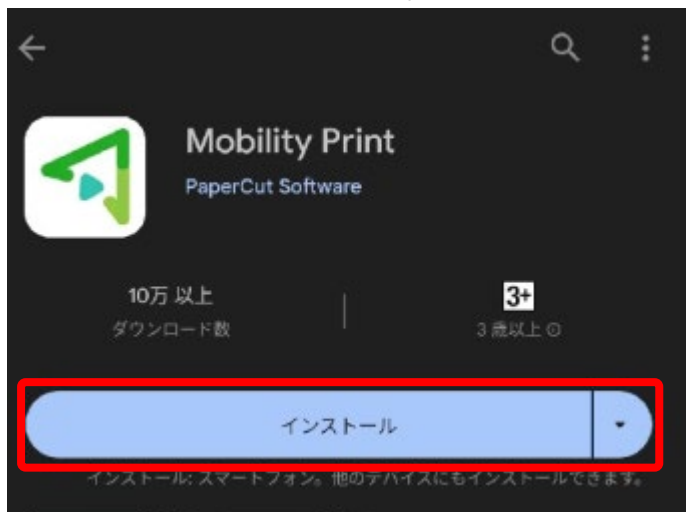 Mobility Print
PaperCut Software
10万 以上
ダウンロード数
3+
3 歳以上
インストール
インストール: スマートフォン。他のデバイスにもインストールできます。